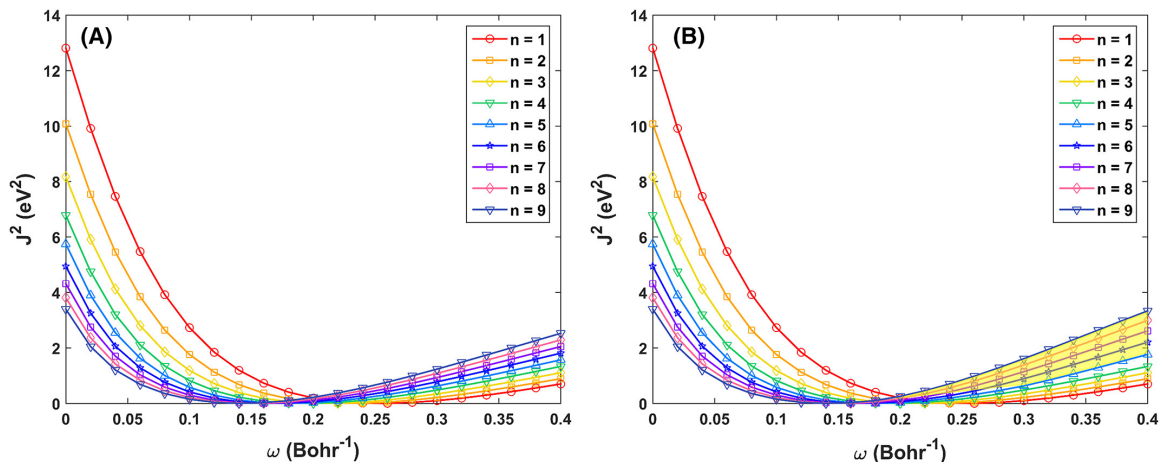 (A)
14
12
10
8
6
4
2
0
J² (eV²)
0
0.05
0.1
0.15
0.2
0.25
0.3
0.35
0.4
ω (Bohr⁻¹)
n = 1
n = 2
n = 3
n = 4
n = 5
n = 6
n = 7
n = 8
n = 9
(B)
14
12
10
8
6
4
2
0
J² (eV²)
0
0.05
0.1
0.15
0.2
0.25
0.3
0.35
0.4
ω (Bohr⁻¹)
n = 1
n = 2
n = 3
n = 4
n = 5
n = 6
n = 7
n = 8
n = 9